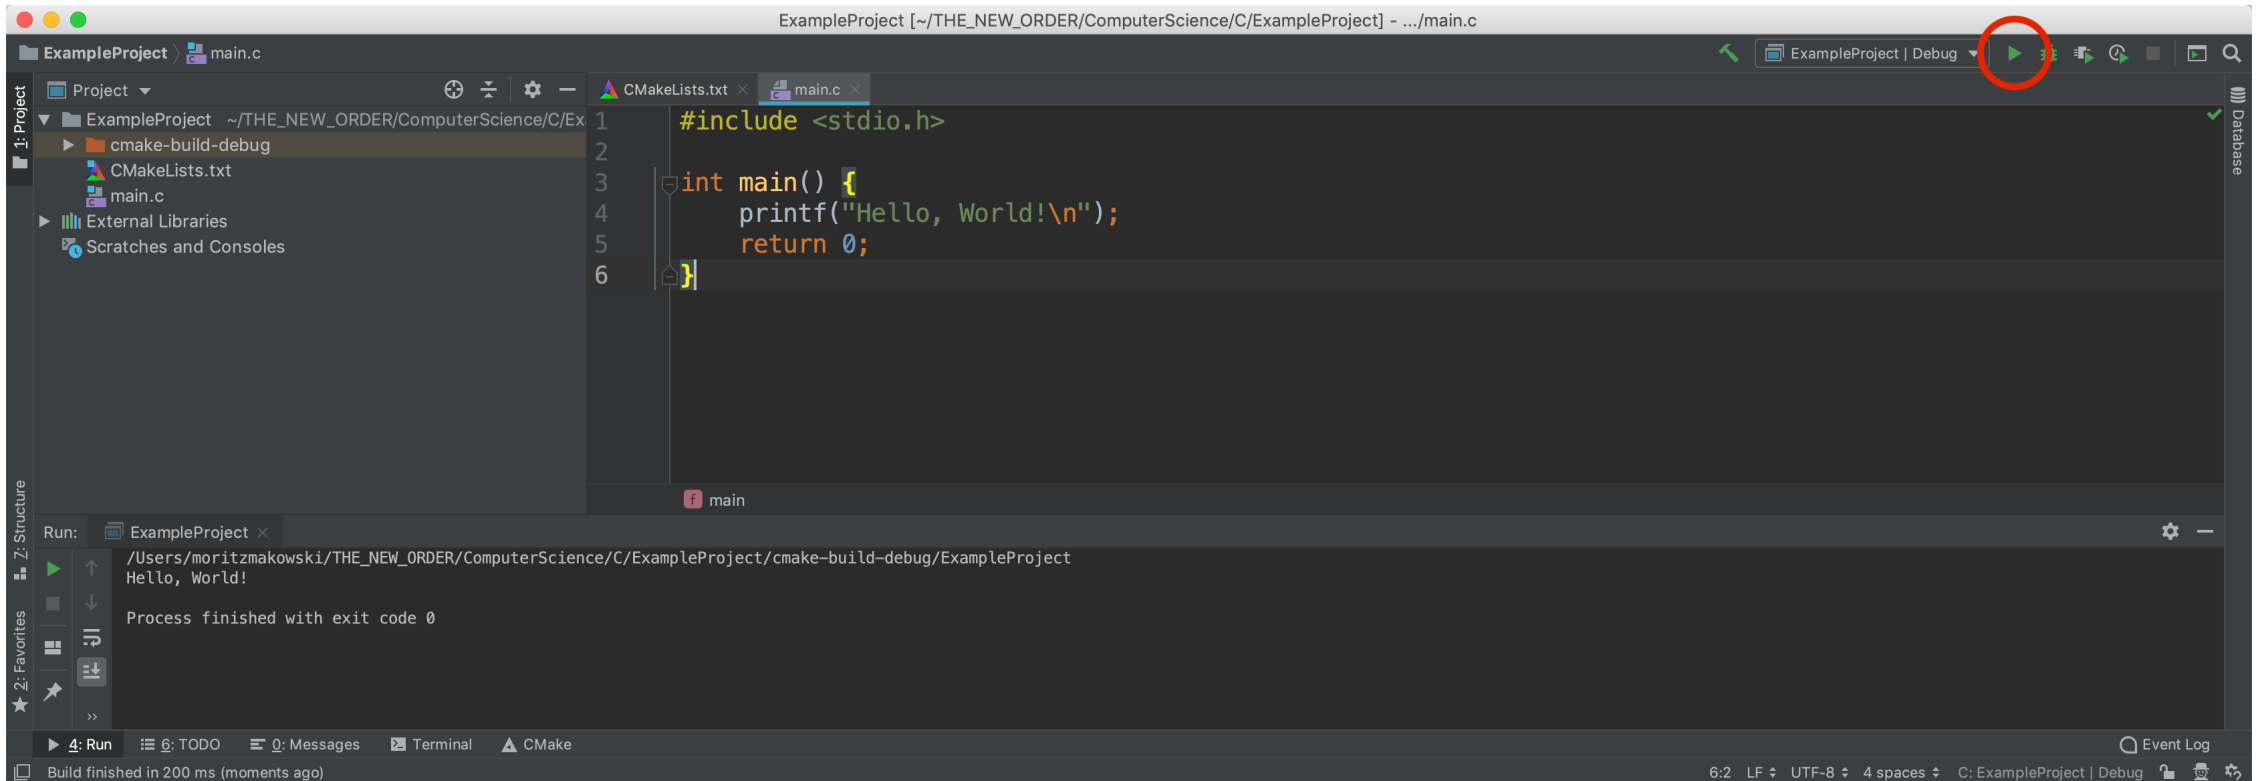 ExampleProject [~/THE_NEW_ORDER/ComputerScience/C/ExampleProject] - .../main.c
ExampleProject main.c
ExampleProject | Debug
1: Project
Project
ExampleProject ~/THE_NEW_ORDER/ComputerScience/C/Ex
cmake-build-debug
CMakeLists.txt
main.c
External Libraries
Scratches and Consoles
CMakeLists.txt
main.c
1 #include <stdio.h>
2
3 int main() {
4 printf("Hello, World!\n");
5 return 0;
6 }
main
Database
Z: Structure
2: Favorites
Run: ExampleProject
/Users/moritzmakowski/THE_NEW_ORDER/ComputerScience/C/ExampleProject/cmake-build-debug/ExampleProject
Hello, World!
Process finished with exit code 0
4: Run 6: TODO 0: Messages Terminal CMake
Event Log
Build finished in 200 ms (moments ago)
6:2 LF UTF-8 4 spaces C: ExampleProject | Debug